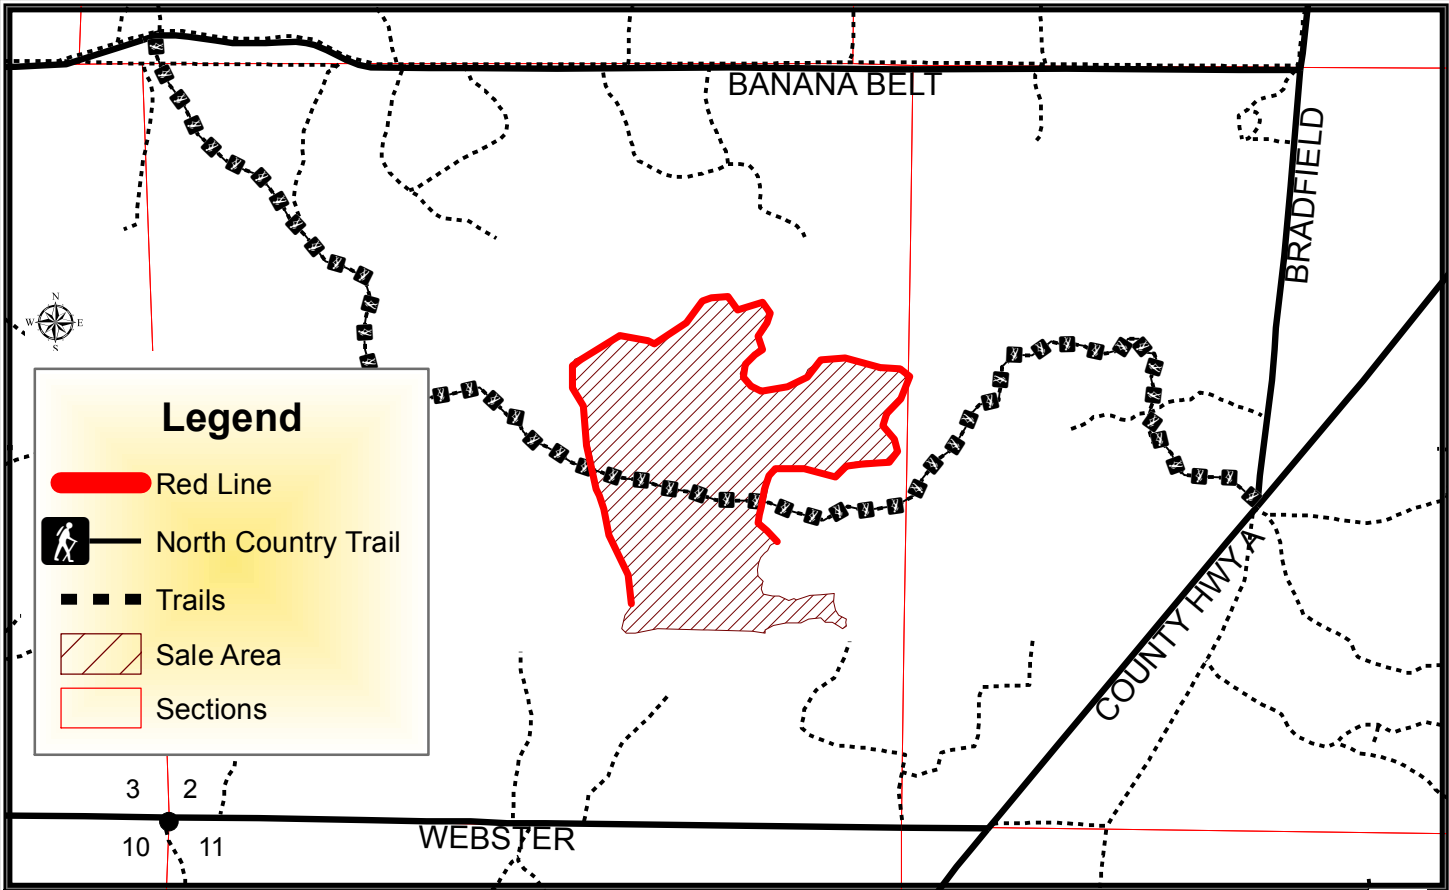 BANANA BELT
BRADFIELD
N
W
E
S
Legend
Red Line
North Country Trail
Trails
Sale Area
Sections
COUNTY HWY A
3
2
WEBSTER
10
11